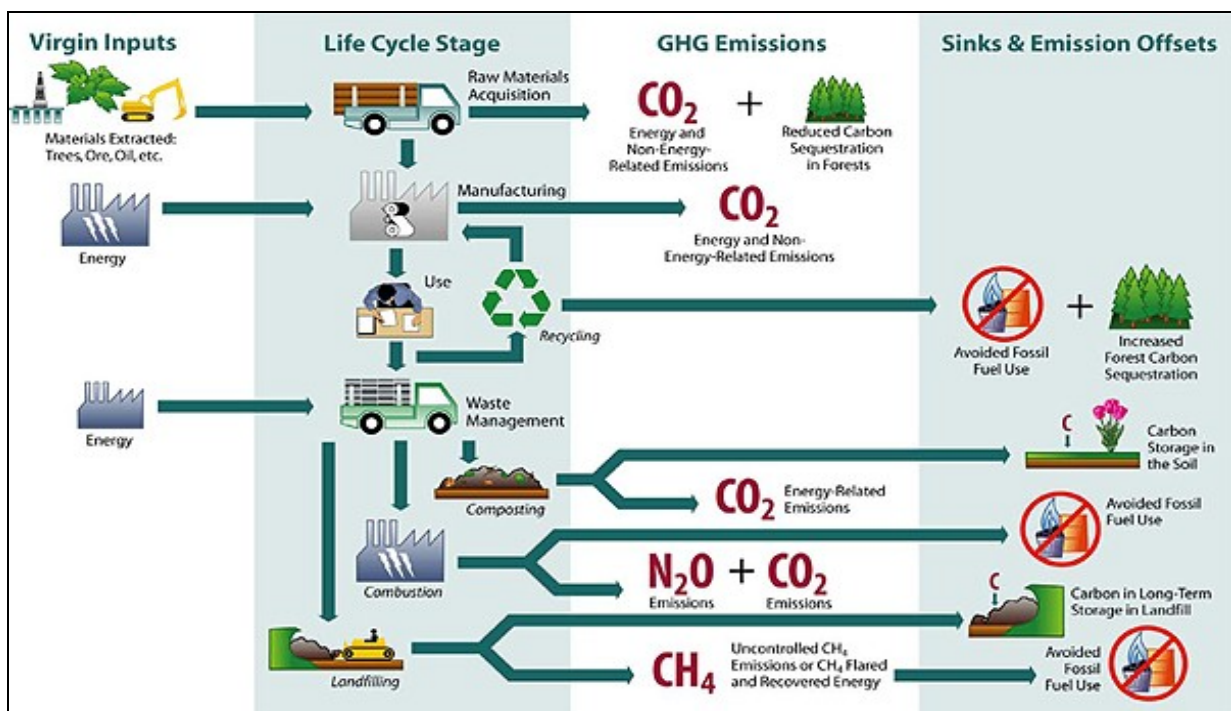 Virgin Inputs
Life Cycle Stage
GHG Emissions
Sinks & Emission Offsets
Materials Extracted:
Trees, Ore, Oil, etc.
Raw Materials
Acquisition
CO₂
Energy and
Non-Energy-
Related Emissions
+
Reduced Carbon
Sequestration
in Forests
Energy
Manufacturing
CO₂
Energy and Non-
Energy-Related Emissions
Use
Recycling
Avoided Fossil
Fuel Use
+
Increased
Forest Carbon
Sequestration
Energy
Waste
Management
Composting
C
Carbon
Storage in
the Soil
CO₂
Energy-Related
Emissions
Combustion
Avoided Fossil
Fuel Use
N₂O + CO₂
Emissions
Emissions
Landfilling
C
Carbon in Long-Term
Storage in Landfill
CH₄
Uncontrolled CH₄
Emissions or CH₄ Flared
and Recovered Energy
Avoided
Fossil
Fuel Use